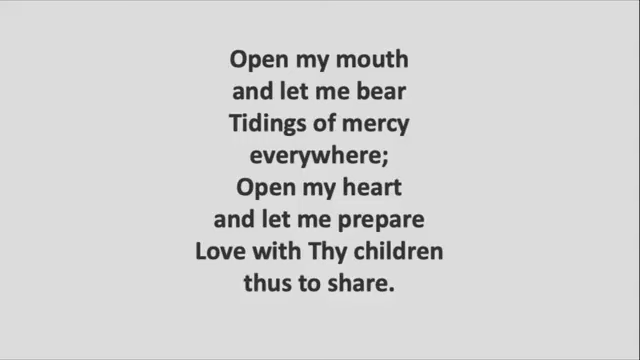 Open my mouth
and let me bear
Tidings of mercy
everywhere;
Open my heart
and let me prepare
Love with Thy children
thus to share.